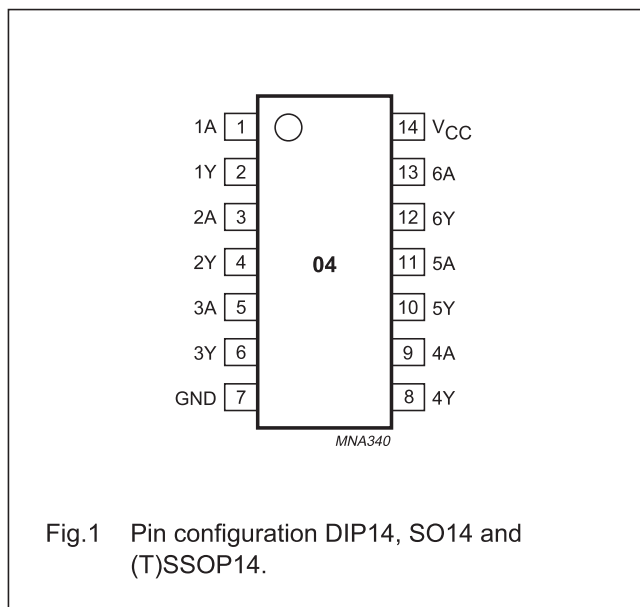 1A 1 14 VCC
1Y 2 13 6A
2A 3 12 6Y
2Y 4 04 11 5A
3A 5 10 5Y
3Y 6 9 4A
GND 7 8 4Y
MNA340
Fig.1 Pin configuration DIP14, SO14 and
(T)SSOP14.